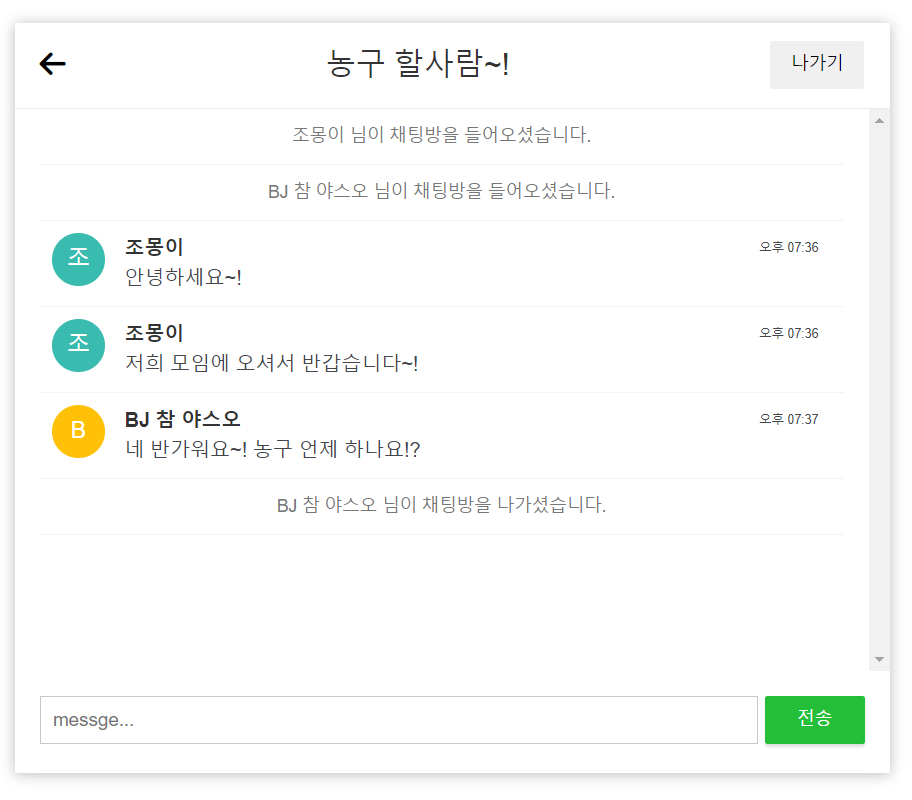 농구 할사람~!
나가기
조몽이 님이 채팅방을 들어오셨습니다.
BJ 참 야스오 님이 채팅방을 들어오셨습니다.
조
조몽이
오후 07:36
안녕하세요~!
조
조몽이
오후 07:36
저희 모임에 오셔서 반갑습니다~!
B
BJ 참 야스오
오후 07:37
네 반가워요~! 농구 언제 하나요!?
BJ 참 야스오 님이 채팅방을 나가셨습니다.
messge...
전송